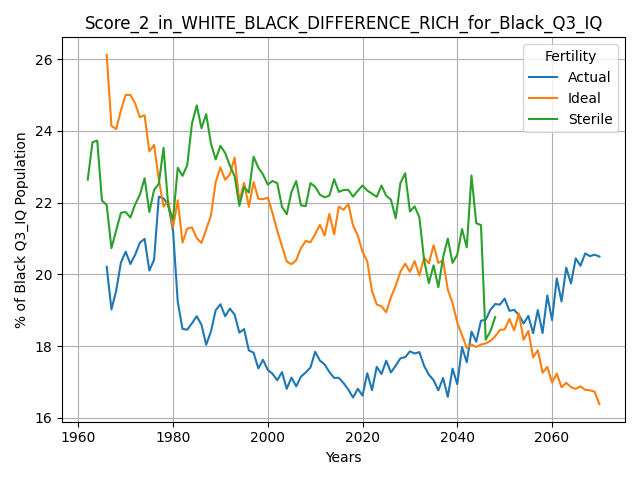 Score_2_in_WHITE_BLACK_DIFFERENCE_RICH_for_Black_Q3_IQ
Fertility
Actual
Ideal
Sterile
% of Black Q3_IQ Population
26
24
22
20
18
16
1960
1980
2000
2020
2040
2060
Years